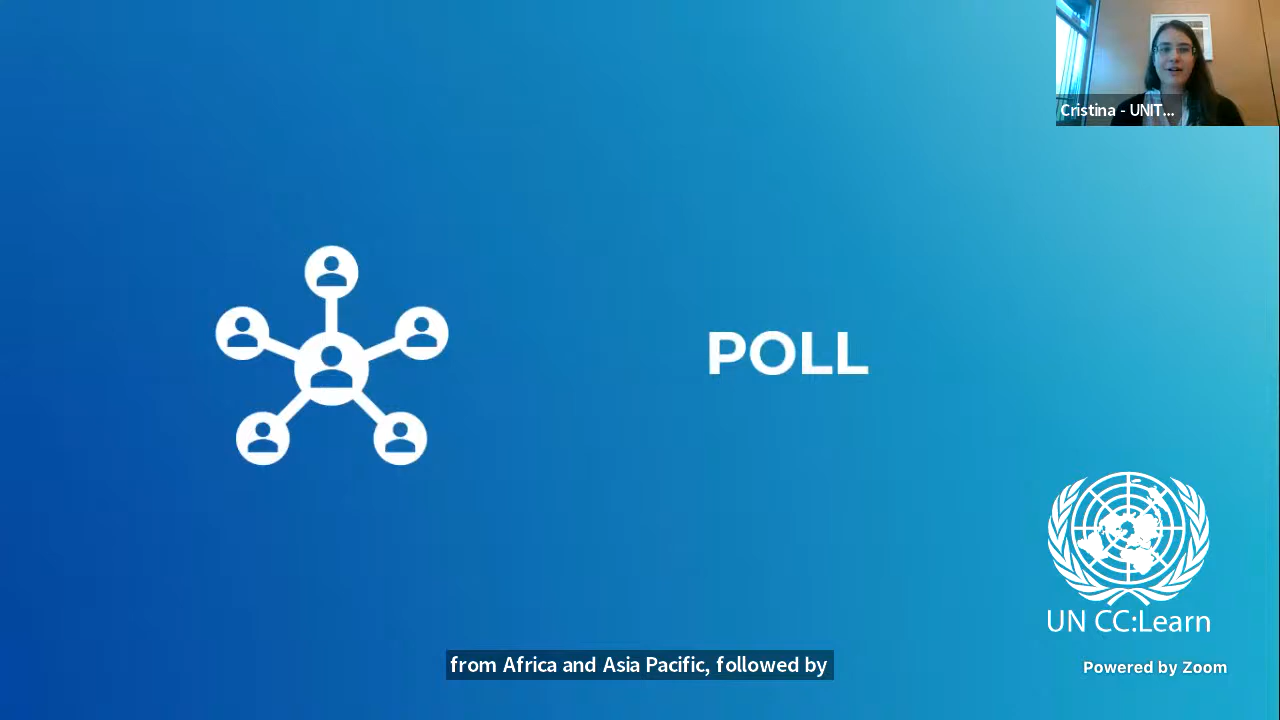 Cristina - UNIT...
POLL
UN CC:Learn
from Africa and Asia Pacific, followed by
Powered by Zoom